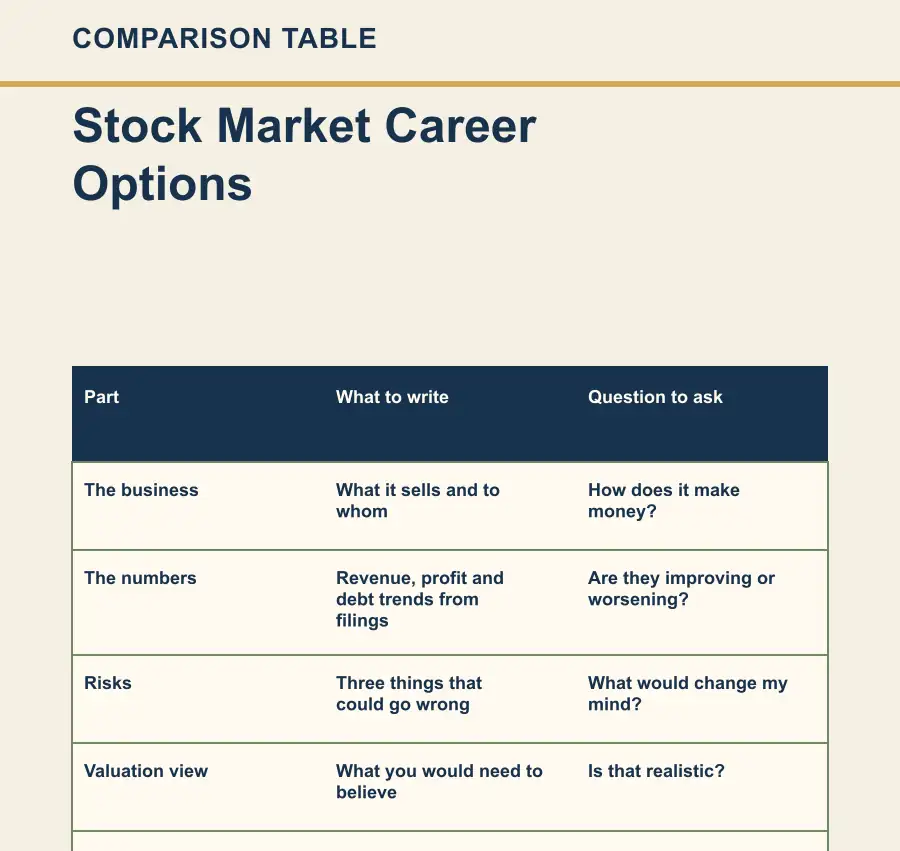 COMPARISON TABLE
Stock Market Career
Options
Part
What to write
Question to ask
The business
What it sells and to
whom
How does it make
money?
The numbers
Revenue, profit and
debt trends from
filings
Are they improving or
worsening?
Risks
Three things that
could go wrong
What would change my
mind?
Valuation view
What you would need to
believe
Is that realistic?